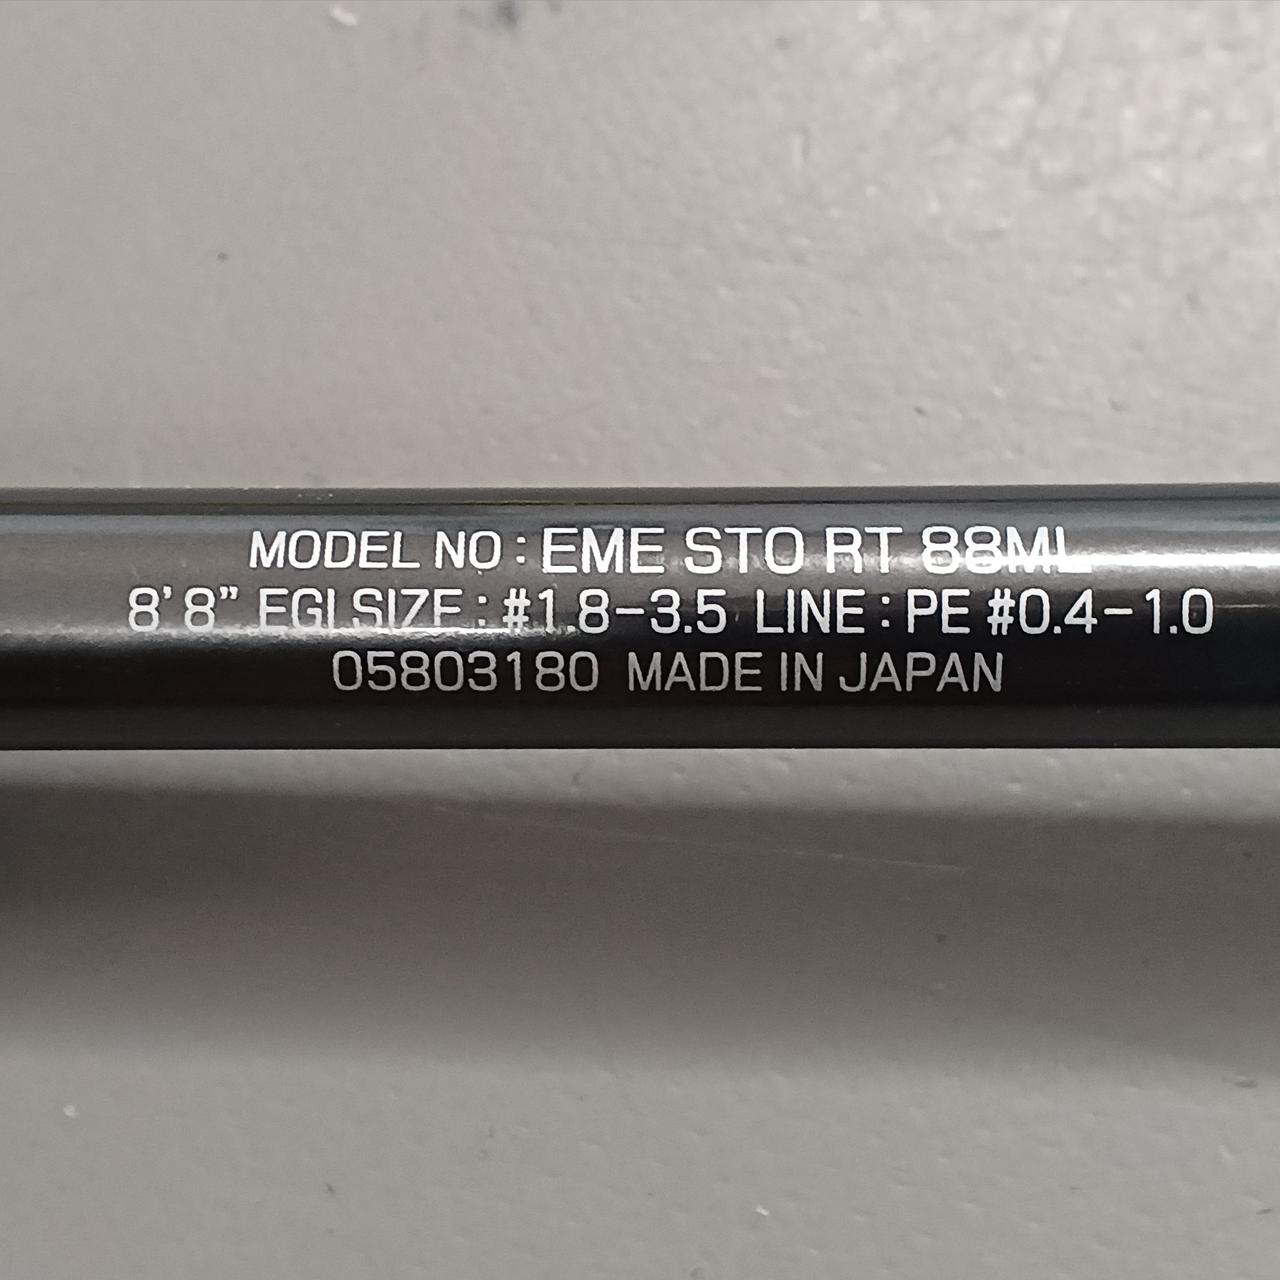 MODEL NO : EME STO RT 88ML
8'8" EGI SIZE : #1.8-3.5 LINE : PE #0.4-1.0
05803180 MADE IN JAPAN